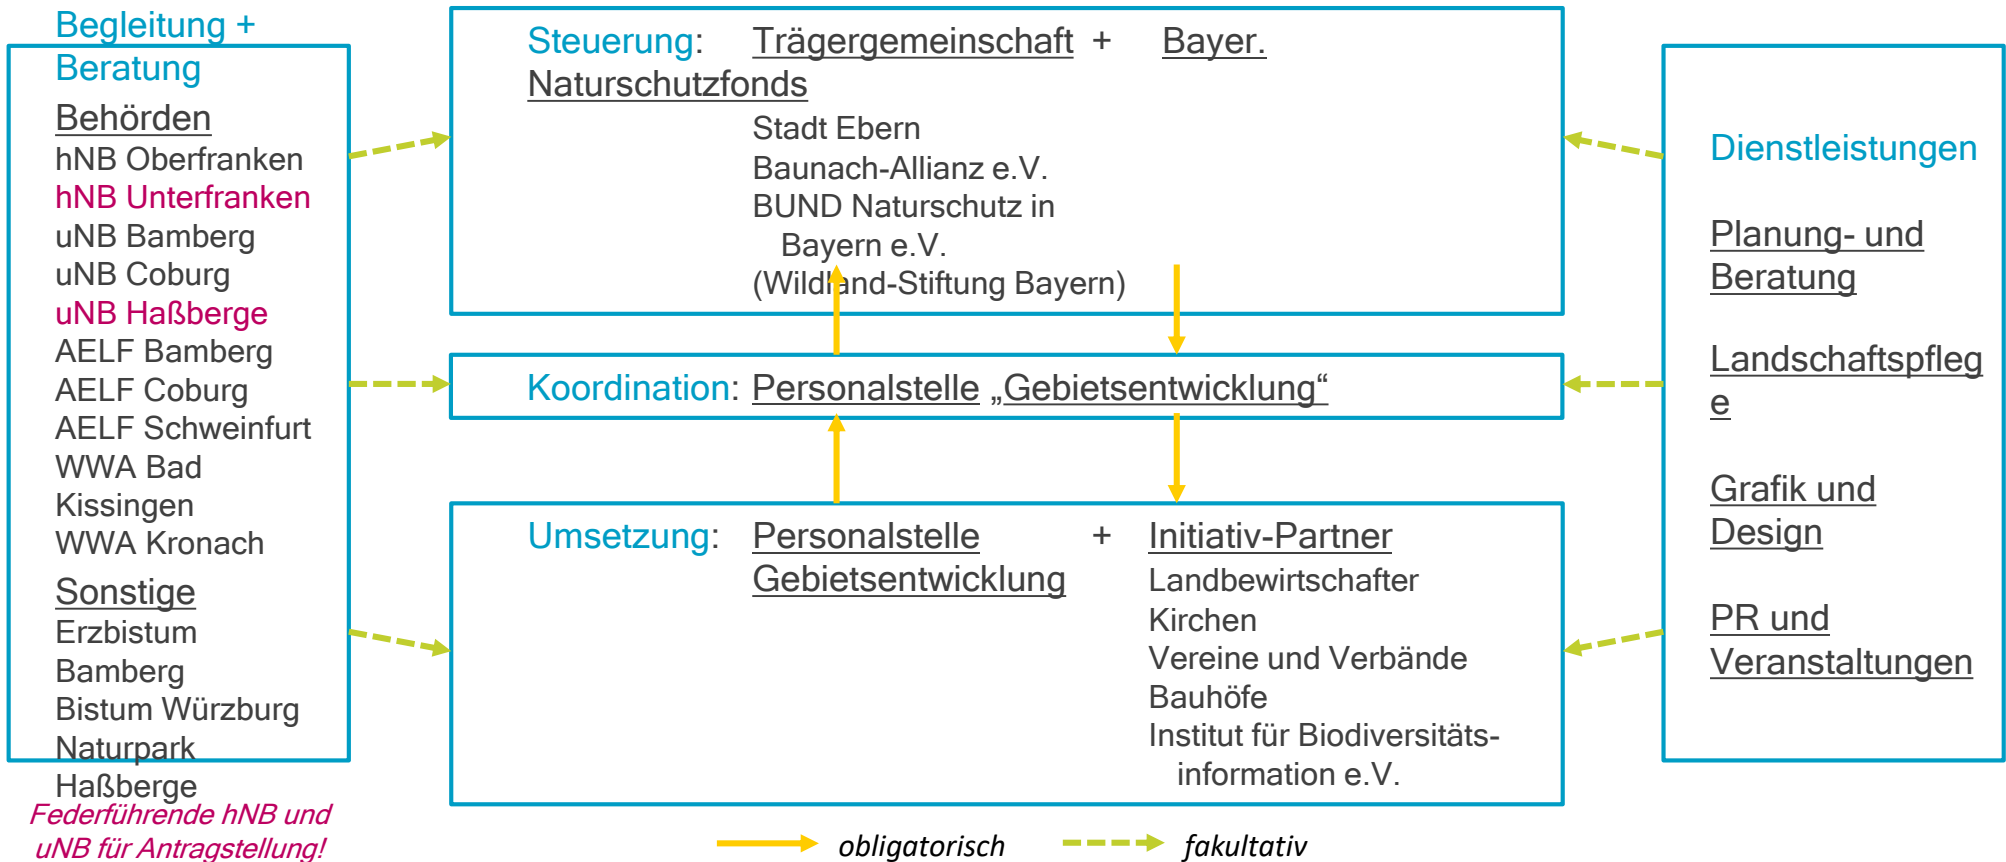 Begleitung +
Beratung
Behörden
hNB Oberfranken
hNB Unterfranken
uNB Bamberg
uNB Coburg
uNB Haßberge
AELF Bamberg
AELF Coburg
AELF Schweinfurt
WWA Bad
Kissingen
WWA Kronach
Sonstige
Erzbistum
Bamberg
Bistum Würzburg
Naturpark
Haßberge
Federführende hNB und
uNB für Antragstellung!
Steuerung: Trägergemeinschaft + Bayer.
Naturschutzfonds
Stadt Ebern
Baunach-Allianz e.V.
BUND Naturschutz in
Bayern e.V.
(Wildland-Stiftung Bayern)
Koordination: Personalstelle „Gebietsentwicklung“
Umsetzung: Personalstelle + Initiativ-Partner
Gebietsentwicklung
Landbewirtschafter
Kirchen
Vereine und Verbände
Bauhöfe
Institut für Biodiversitäts-
information e.V.
Dienstleistungen
Planung- und
Beratung
Landschaftspfleg
e
Grafik und
Design
PR und
Veranstaltungen
obligatorisch fakultativ